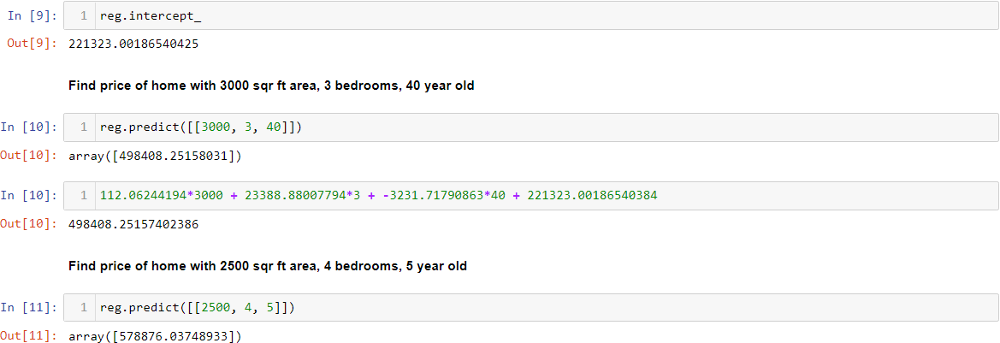 In [9]: 1 reg.intercept_
Out[9]: 221323.00186540425
Find price of home with 3000 sqr ft area, 3 bedrooms, 40 year old
In [10]: 1 reg.predict([[3000, 3, 40]])
Out[10]: array([498408.25158031])
In [10]: 1 112.06244194*3000 + 23388.88007794*3 + -3231.71790863*40 + 221323.00186540384
Out[10]: 498408.25157402386
Find price of home with 2500 sqr ft area, 4 bedrooms, 5 year old
In [11]: 1 reg.predict([[2500, 4, 5]])
Out[11]: array([578876.03748933])